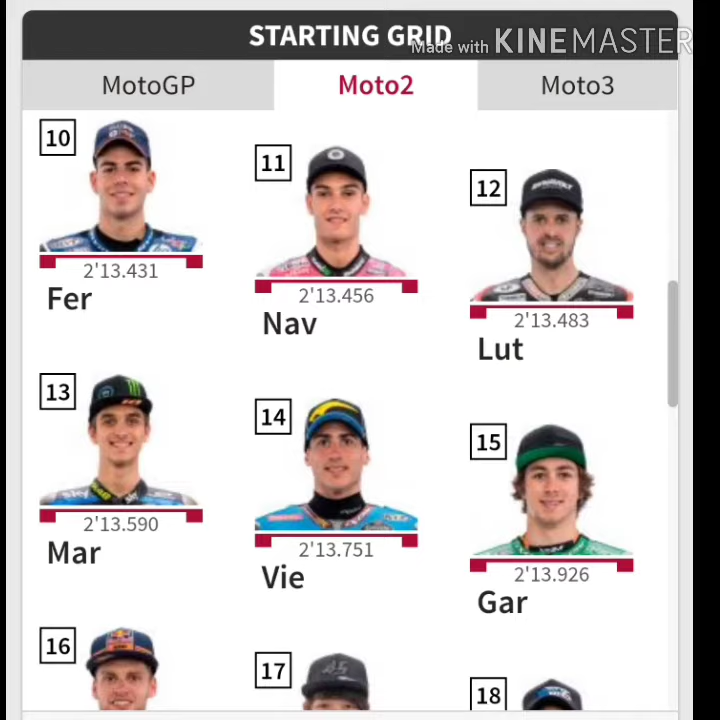 STARTING GRID
Made with KINEMASTER
MotoGP Moto2 Moto3
10 11 12
2'13.431 2'13.456 2'13.483
Fer Nav Lut
13 14 15
2'13.590 2'13.751 2'13.926
Mar Vie Gar
16 17 18